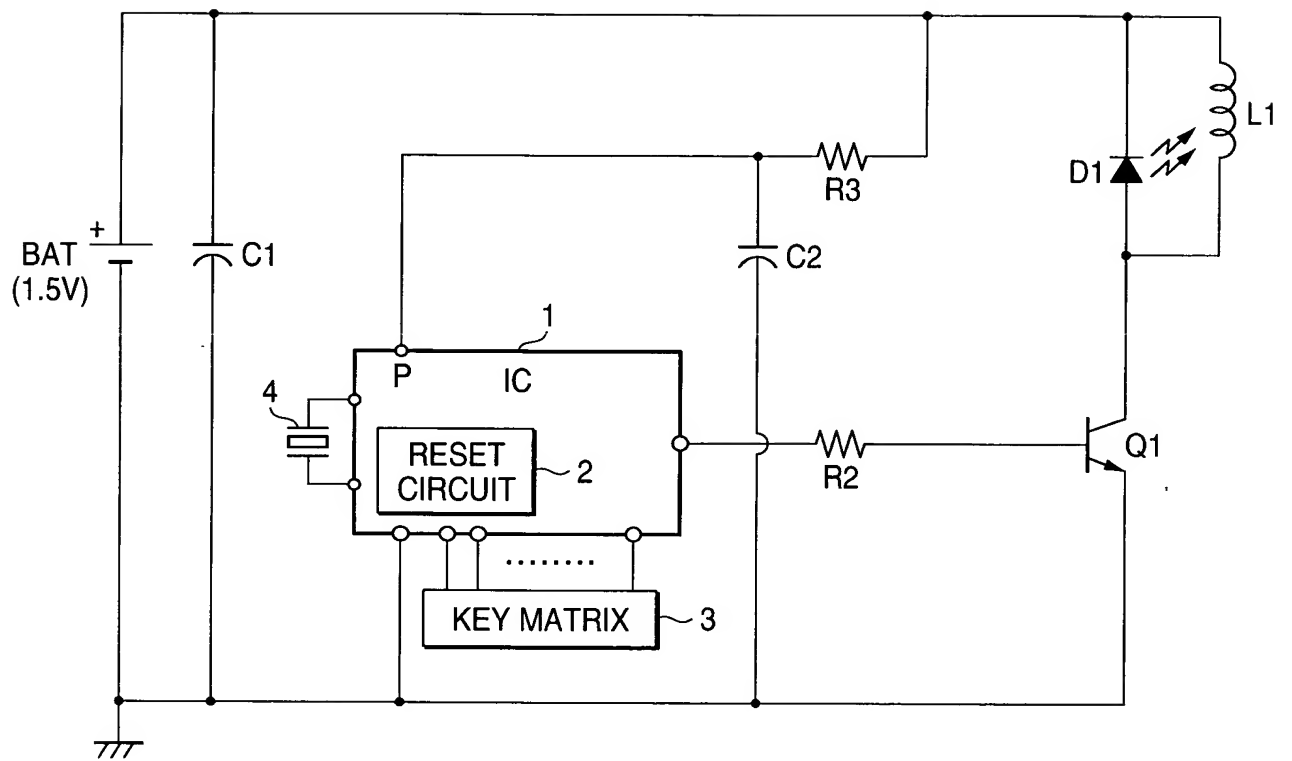 L1
D1
R3
+
BAT
(1.5V)
C1
C2
1
P
IC
4
RESET
CIRCUIT
2
R2
Q1
........
KEY MATRIX
3